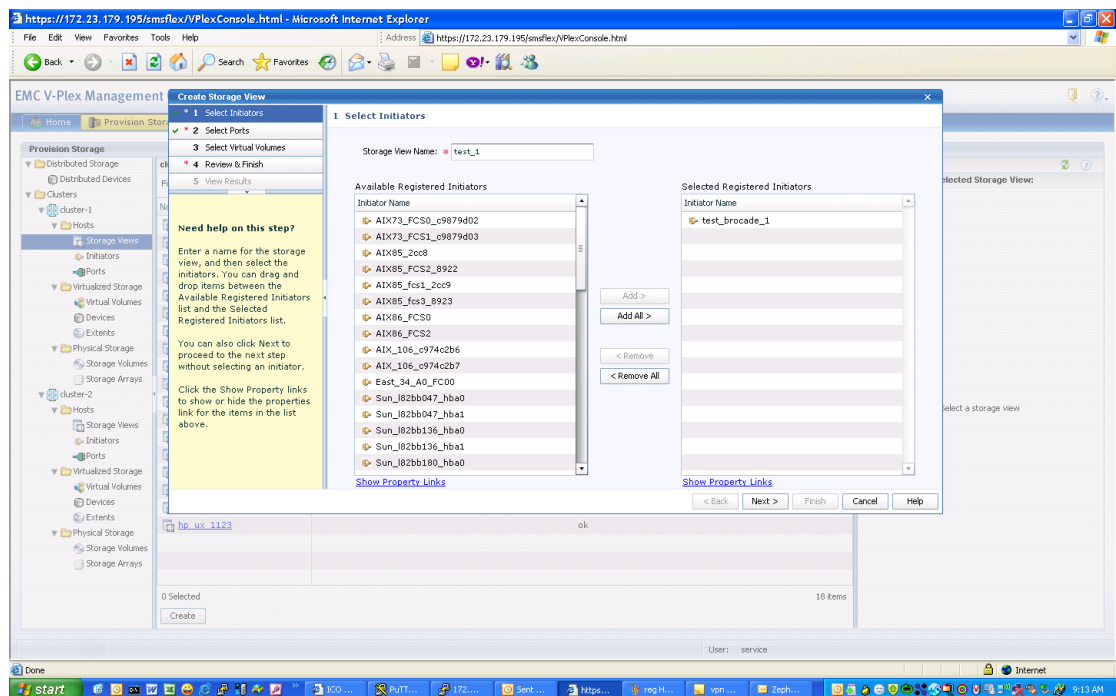 https://172.23.179.195/smsflex/VPlexConsole.html - Microsoft Internet Explorer
File Edit View Favorites Tools Help
Address https://172.23.179.195/smsflex/VPlexConsole.html
Back Search Favorites
EMC V-Plex Management
Home Provision Stor
Create Storage View
* 1 Select Initiators
* 2 Select Ports
3 Select Virtual Volumes
* 4 Review & Finish
5 View Results
Need help on this step?
Enter a name for the storage
view, and then select the
initiators. You can drag and
drop items between the
Available Registered Initiators
list and the Selected
Registered Initiators list.
You can also click Next to
proceed to the next step
without selecting an initiator.
Click the Show Property links
to show or hide the properties
link for the items in the list
above.
1 Select Initiators
Storage View Name: * test_1
Available Registered Initiators
Initiator Name
AIX73_FCS0_c9879d02
AIX73_FCS1_c9879d03
AIX85_2cc8
AIX85_FCS2_8922
AIX85_fcs1_2cc9
AIX85_fcs3_8923
AIX86_FCS0
AIX86_FCS2
AIX_106_c974c2b6
AIX_106_c974c2b7
East_34_A0_FC00
Sun_l82bb047_hba0
Sun_l82bb047_hba1
Sun_l82bb136_hba0
Sun_l82bb136_hba1
Sun_l82bb180_hba0
Show Property Links
Add >
Add All >
< Remove
< Remove All
Selected Registered Initiators
Initiator Name
test_brocade_1
Show Property Links
< Back Next > Finish Cancel Help
Provision Storage
Distributed Storage
Distributed Devices
Clusters
cluster-1
Hosts
Storage Views
Initiators
Ports
Virtualized Storage
Virtual Volumes
Devices
Extents
Physical Storage
Storage Volumes
Storage Arrays
cluster-2
Hosts
Storage Views
Initiators
Ports
Virtualized Storage
Virtual Volumes
Devices
Extents
Physical Storage
Storage Volumes
Storage Arrays
elected Storage View:
elect a storage view
hp_ux_1123 ok
0 Selected 18 items
Create
User: service
Done Internet
start ICO ... PuTT... 172.... Sent ... https... reg H... vpn ... Zeph... 9:13 AM